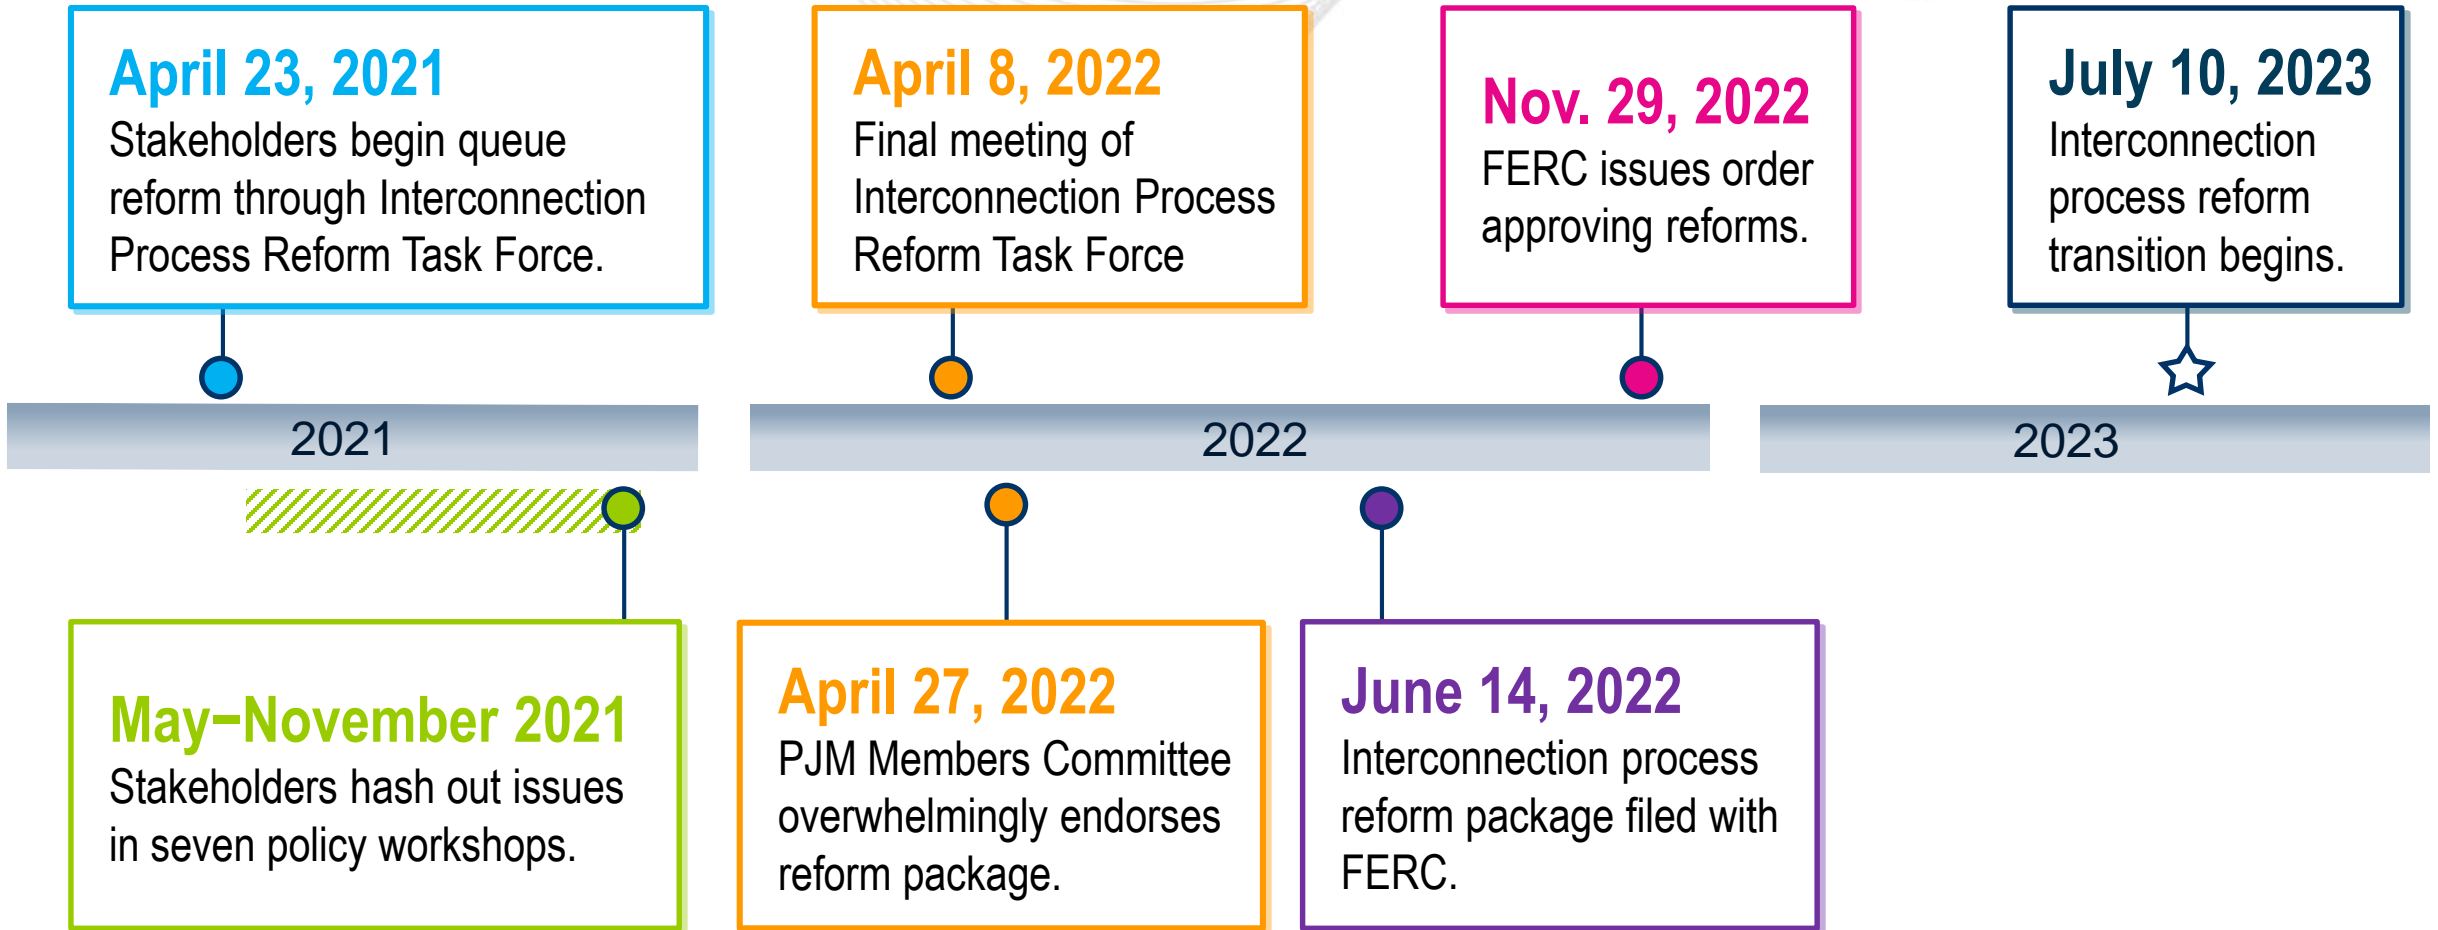 April 23, 2021
Stakeholders begin queue
reform through Interconnection
Process Reform Task Force.
April 8, 2022
Final meeting of
Interconnection Process
Reform Task Force
Nov. 29, 2022
FERC issues order
approving reforms.
July 10, 2023
Interconnection
process reform
transition begins.
2021
2022
2023
May–November 2021
Stakeholders hash out issues
in seven policy workshops.
April 27, 2022
PJM Members Committee
overwhelmingly endorses
reform package.
June 14, 2022
Interconnection process
reform package filed with
FERC.